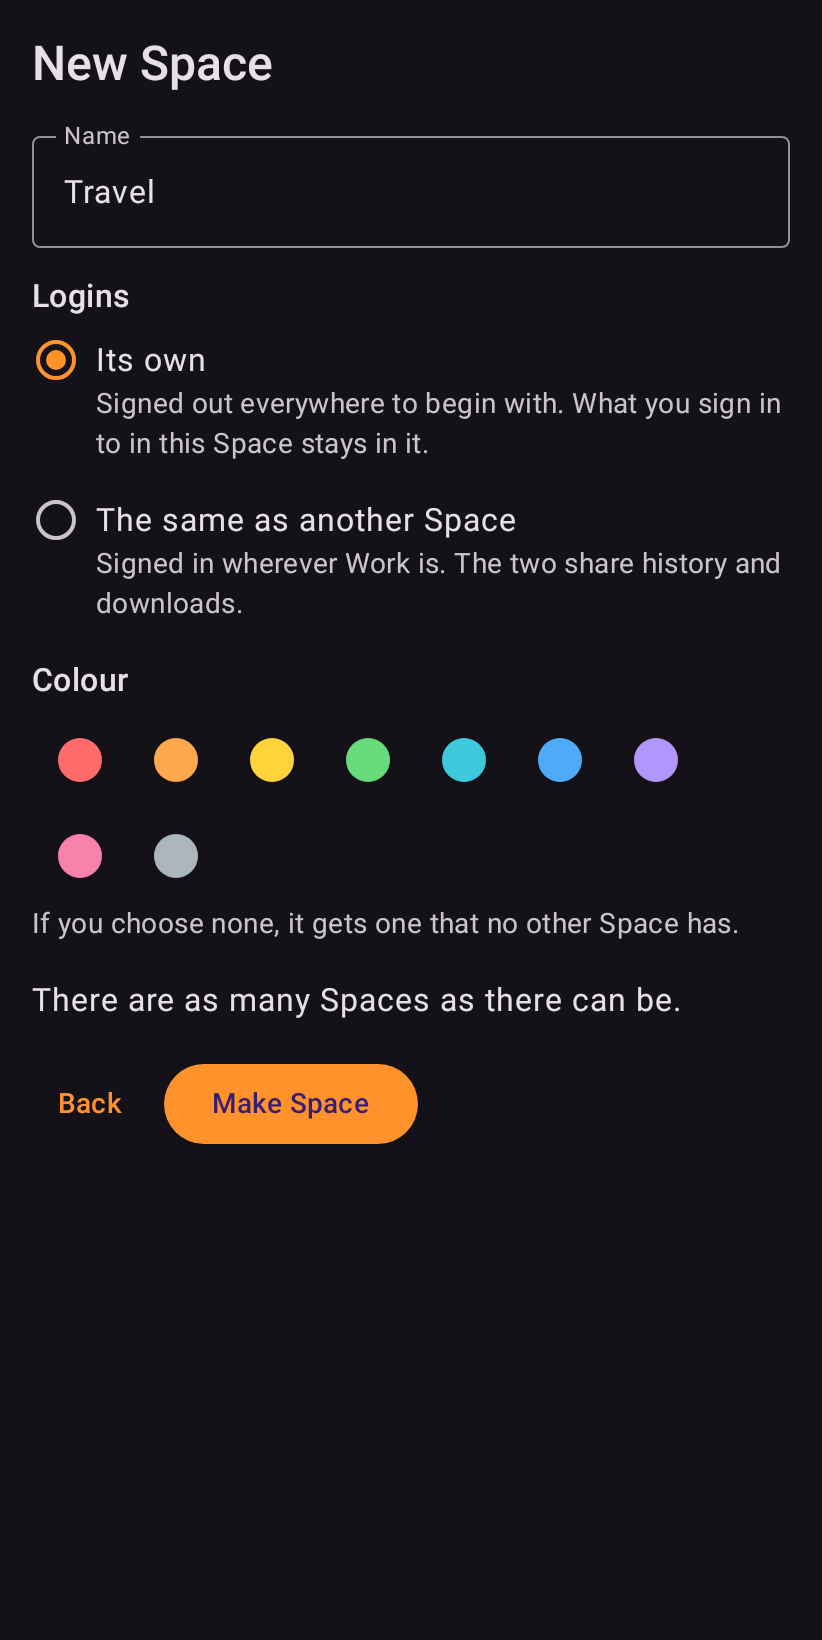 New Space
Name
Travel
Logins
Its own
Signed out everywhere to begin with. What you sign in
to in this Space stays in it.
The same as another Space
Signed in wherever Work is. The two share history and
downloads.
Colour
If you choose none, it gets one that no other Space has.
There are as many Spaces as there can be.
Back
Make Space